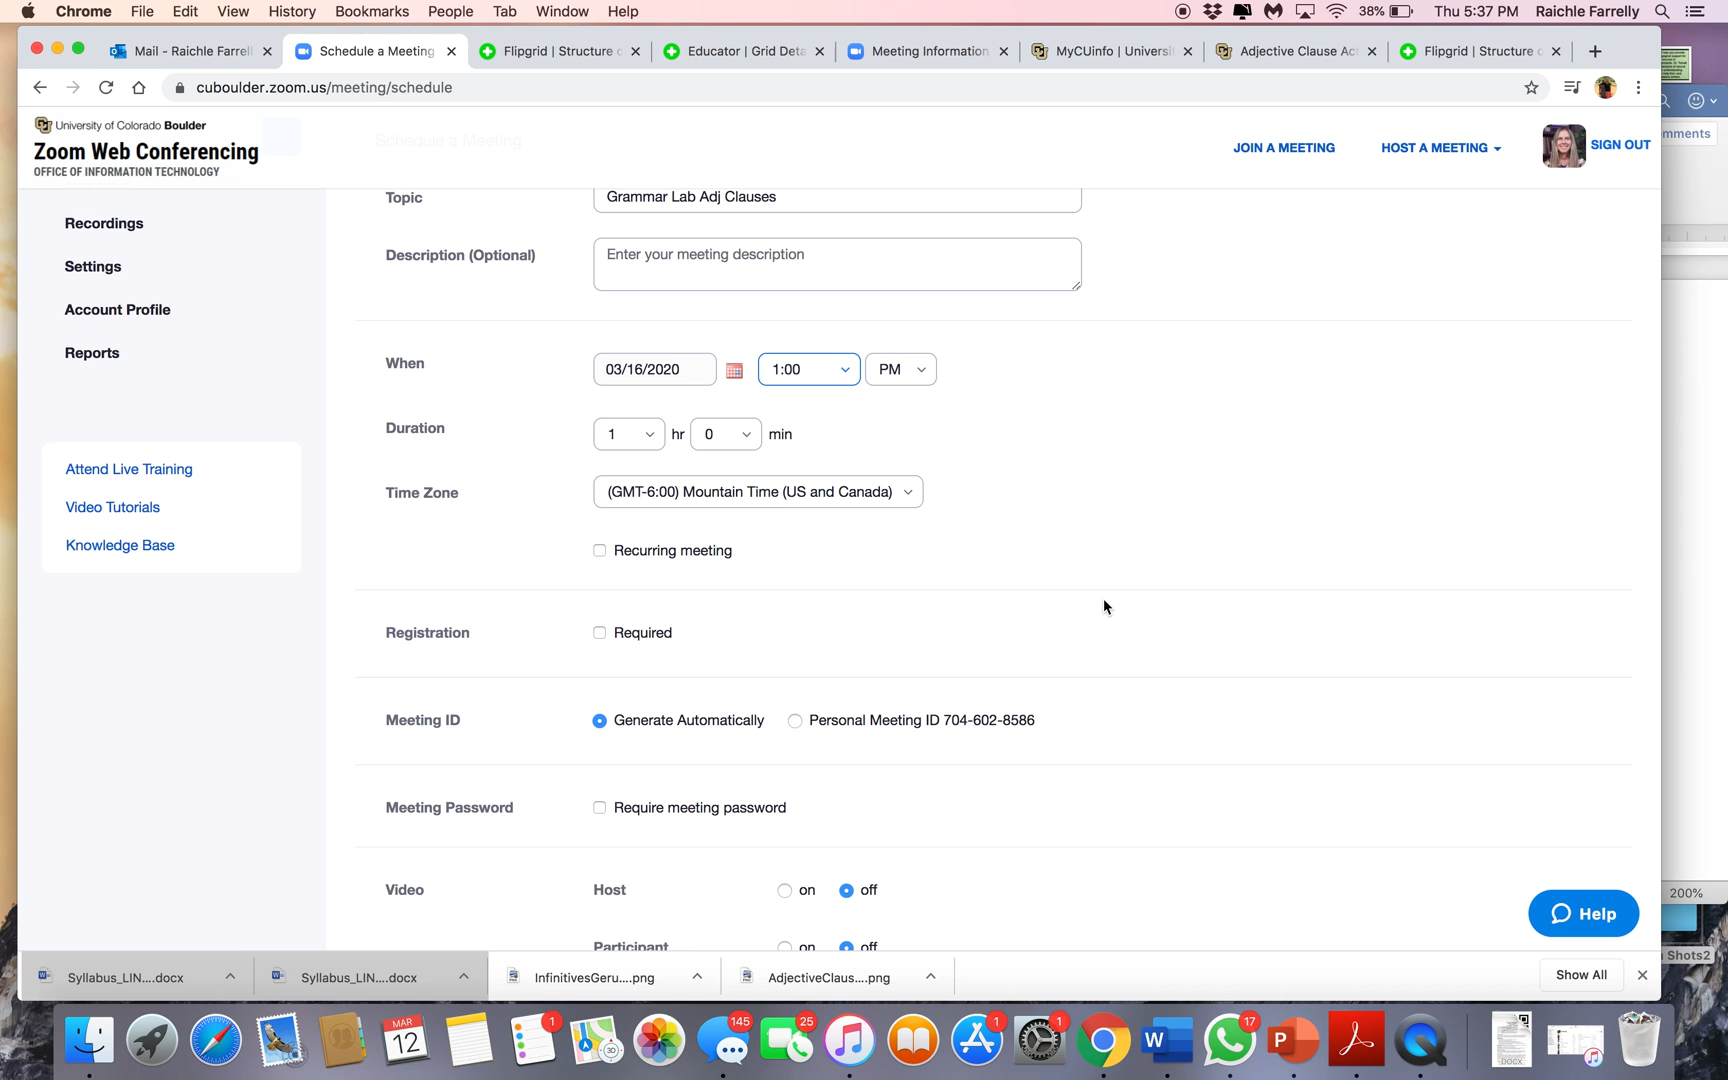 Chrome File Edit View History Bookmarks People Tab Window Help
38% Thu 5:37 PM Raichle Farrelly
Mail - Raichle Farrell
Schedule a Meeting
Flipgrid | Structure
Educator | Grid Deta
Meeting Information
MyCUinfo | Universi
Adjective Clause Ac
Flipgrid | Structure
cuboulder.zoom.us/meeting/schedule
mments
University of Colorado Boulder
Zoom Web Conferencing
OFFICE OF INFORMATION TECHNOLOGY
Schedule a Meeting
JOIN A MEETING HOST A MEETING SIGN OUT
Recordings
Settings
Account Profile
Reports
Attend Live Training
Video Tutorials
Knowledge Base
Topic Grammar Lab Adj Clauses
Description (Optional) Enter your meeting description
When 03/16/2020 1:00 PM
Duration 1 hr 0 min
Time Zone (GMT-6:00) Mountain Time (US and Canada)
Recurring meeting
Registration Required
Meeting ID Generate Automatically Personal Meeting ID 704-602-8586
Meeting Password Require meeting password
Video Host on off
Participant on off
Help
200%
Shots2
Syllabus_LIN....docx
Syllabus_LIN....docx
InfinitivesGeru....png
AdjectiveClaus....png
Show All
MAR
12
1
3D
145
25
1
1
W
17
P
DOCX